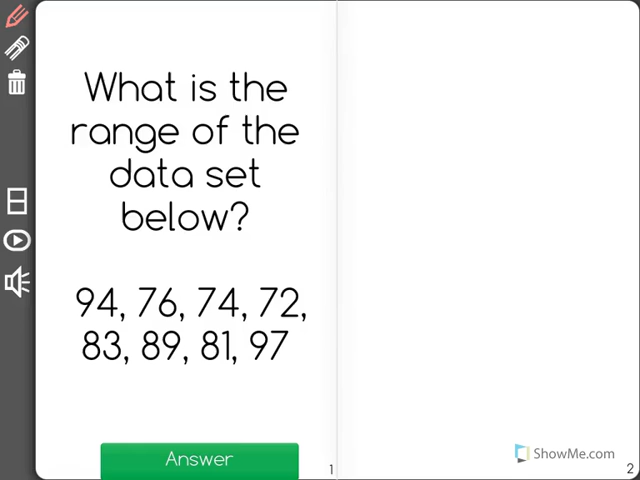 What is the
range of the
data set
below?
94, 76, 74, 72,
83, 89, 81, 97
Answer
1
ShowMe.com
2